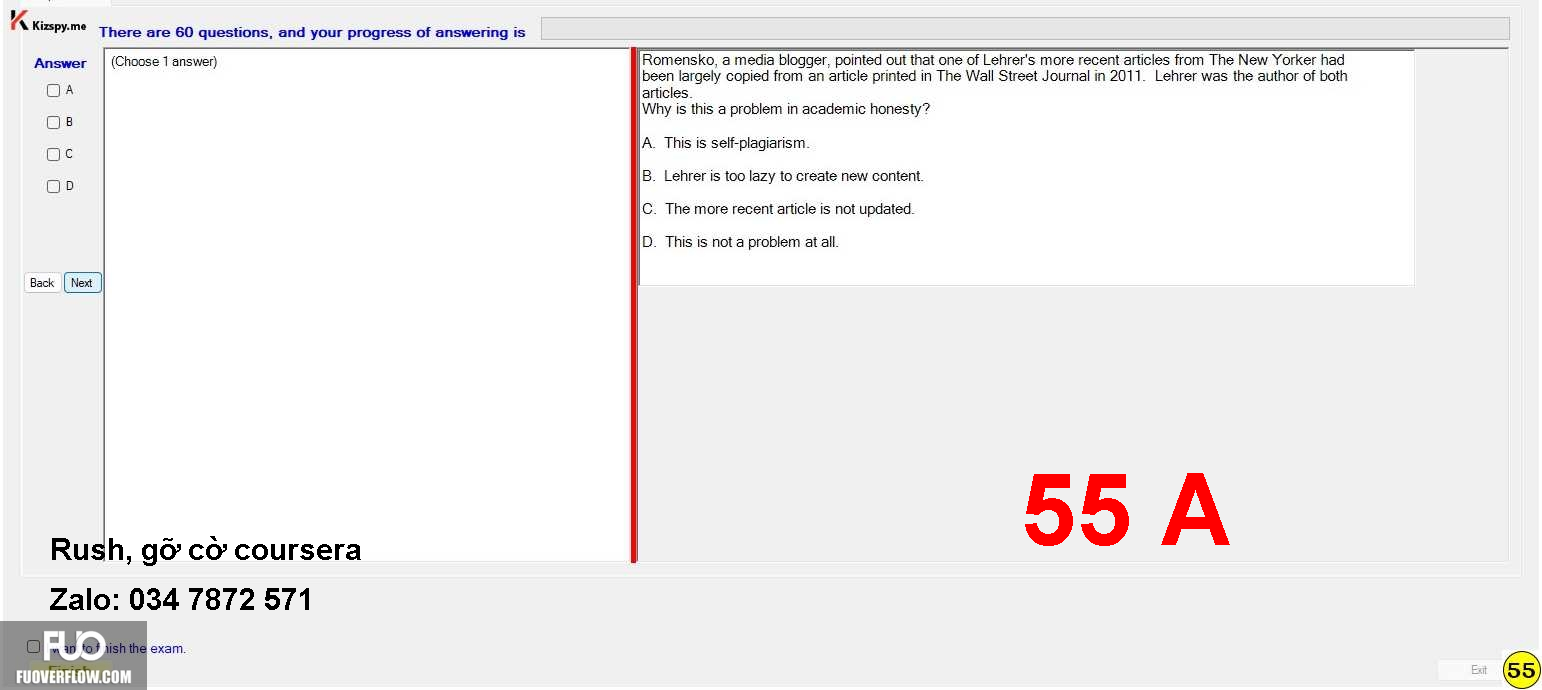 Kizspy.me
There are 60 questions, and your progress of answering is
Answer
A
B
C
D
Back
Next
(Choose 1 answer)
Romensko, a media blogger, pointed out that one of Lehrer's more recent articles from The New Yorker had
been largely copied from an article printed in The Wall Street Journal in 2011. Lehrer was the author of both
articles.
Why is this a problem in academic honesty?
A. This is self-plagiarism.
B. Lehrer is too lazy to create new content.
C. The more recent article is not updated.
D. This is not a problem at all.
55 A
Rush, gỡ cờ coursera
Zalo: 034 7872 571
FUO
the exam.
FUOVERFLOW.COM
Exit
55